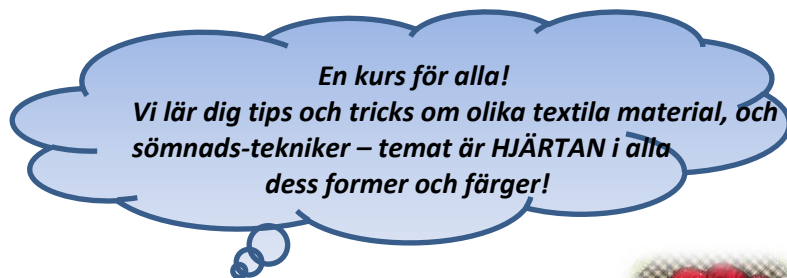 En kurs för alla!
Vi lär dig tips och tricks om olika textila material, och
sömnads-tekniker – temat är HJÄRTAN i alla
dess former och färger!